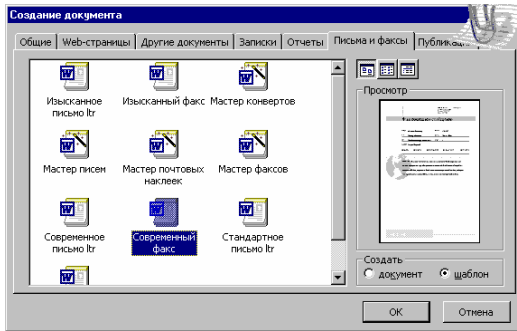 Создание документа
Общие Web-страницы Другие документы Записки Отчеты Письма и факсы
Изысканное письмо ltr
Изысканный факс
Мастер конвертов
Мастер писем
Мастер почтовых наклеек
Мастер факсов
Современное письмо ltr
Современный факс
Стандартное письмо ltr
Просмотр
Создать
документ шаблон
OK Отмена